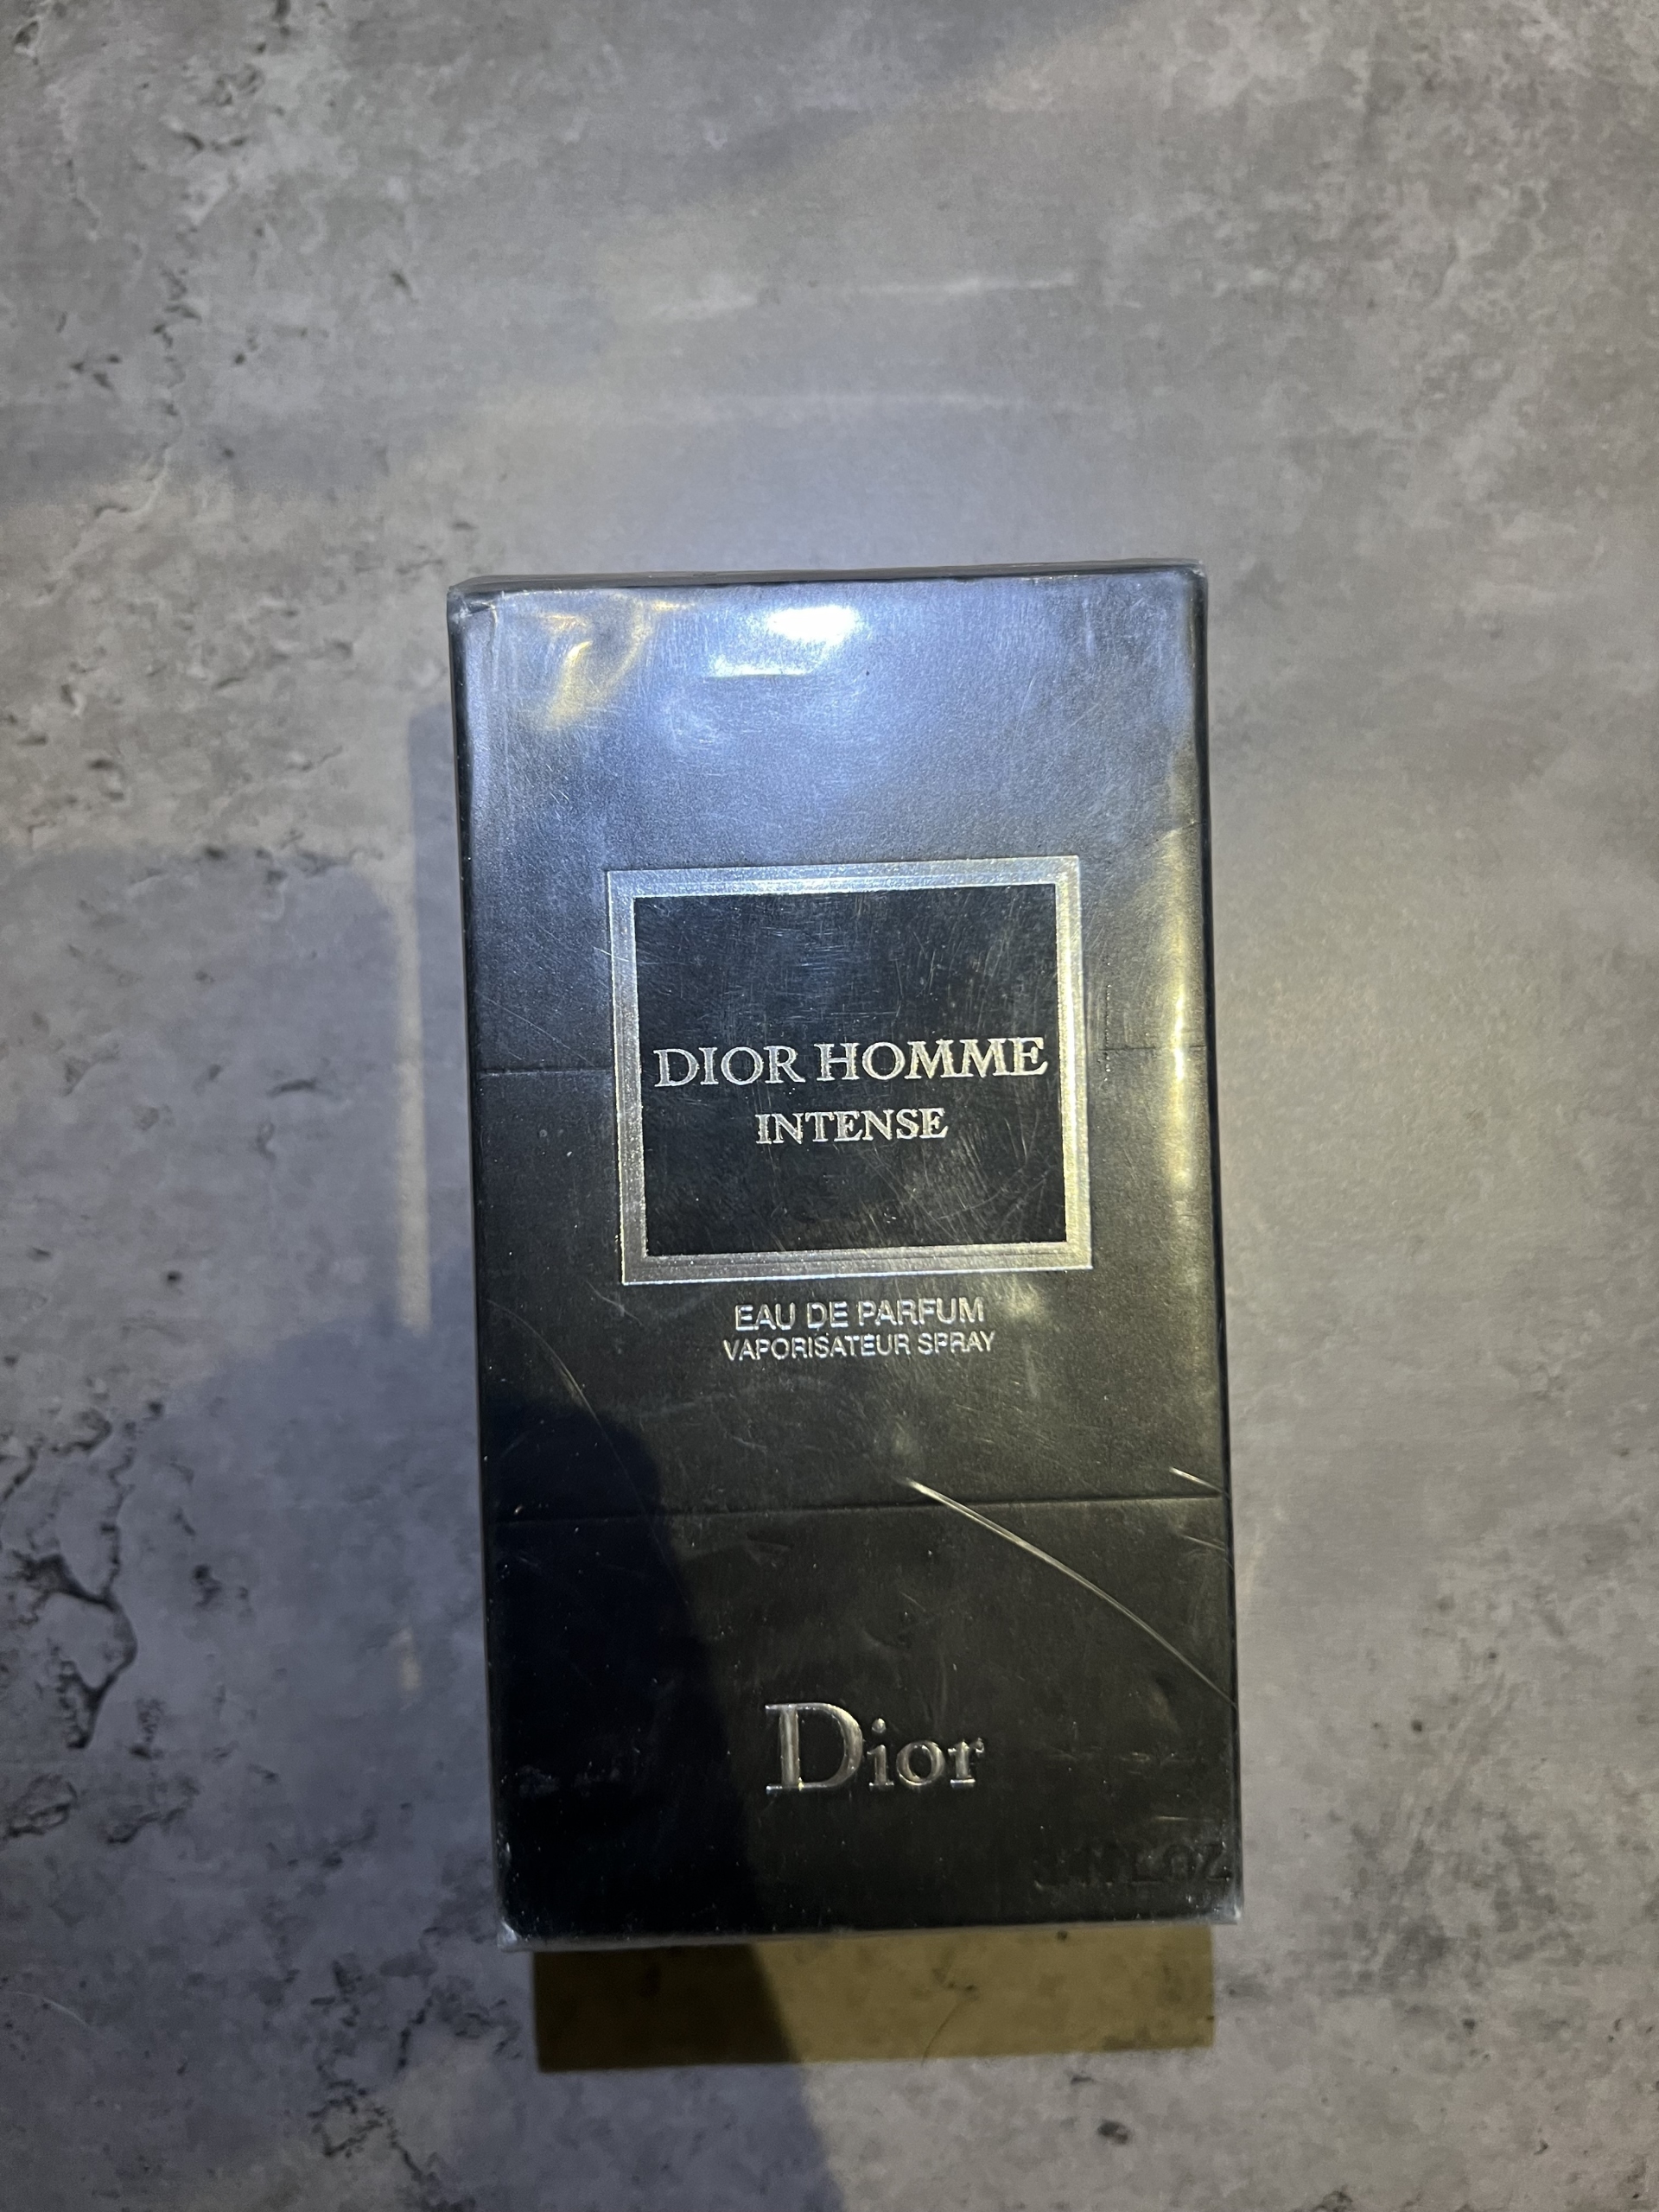 DIOR HOMME
INTENSE
EAU DE PARFUM
VAPORISATEUR SPRAY
Dior